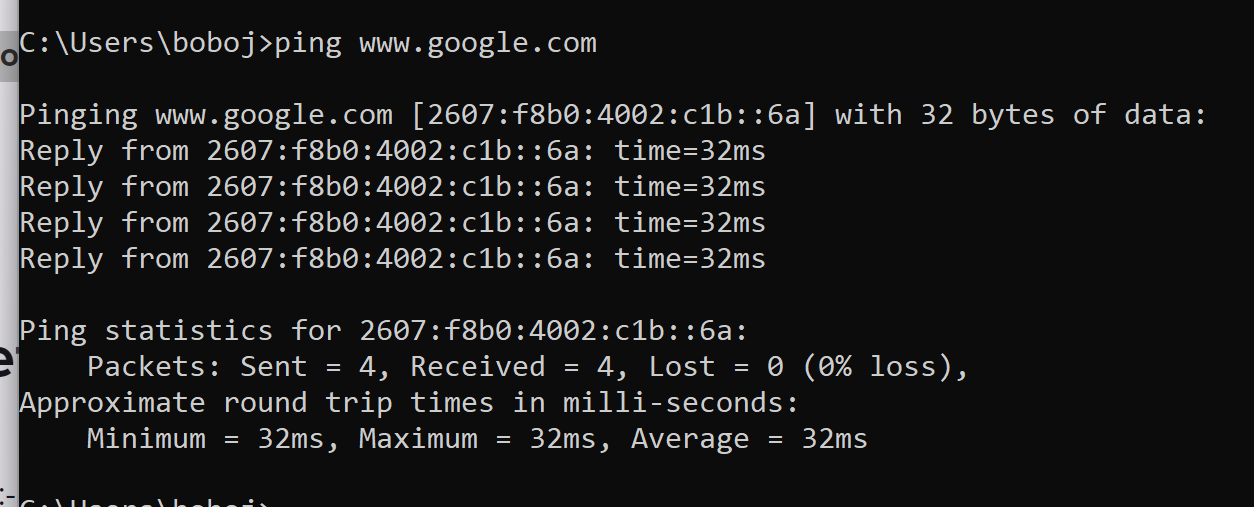 C:\Users\boboj>ping www.google.com
Pinging www.google.com [2607:f8b0:4002:c1b::6a] with 32 bytes of data:
Reply from 2607:f8b0:4002:c1b::6a: time=32ms
Reply from 2607:f8b0:4002:c1b::6a: time=32ms
Reply from 2607:f8b0:4002:c1b::6a: time=32ms
Reply from 2607:f8b0:4002:c1b::6a: time=32ms
Ping statistics for 2607:f8b0:4002:c1b::6a:
Packets: Sent = 4, Received = 4, Lost = 0 (0% loss),
Approximate round trip times in milli-seconds:
Minimum = 32ms, Maximum = 32ms, Average = 32ms
C:\Users\boboj>